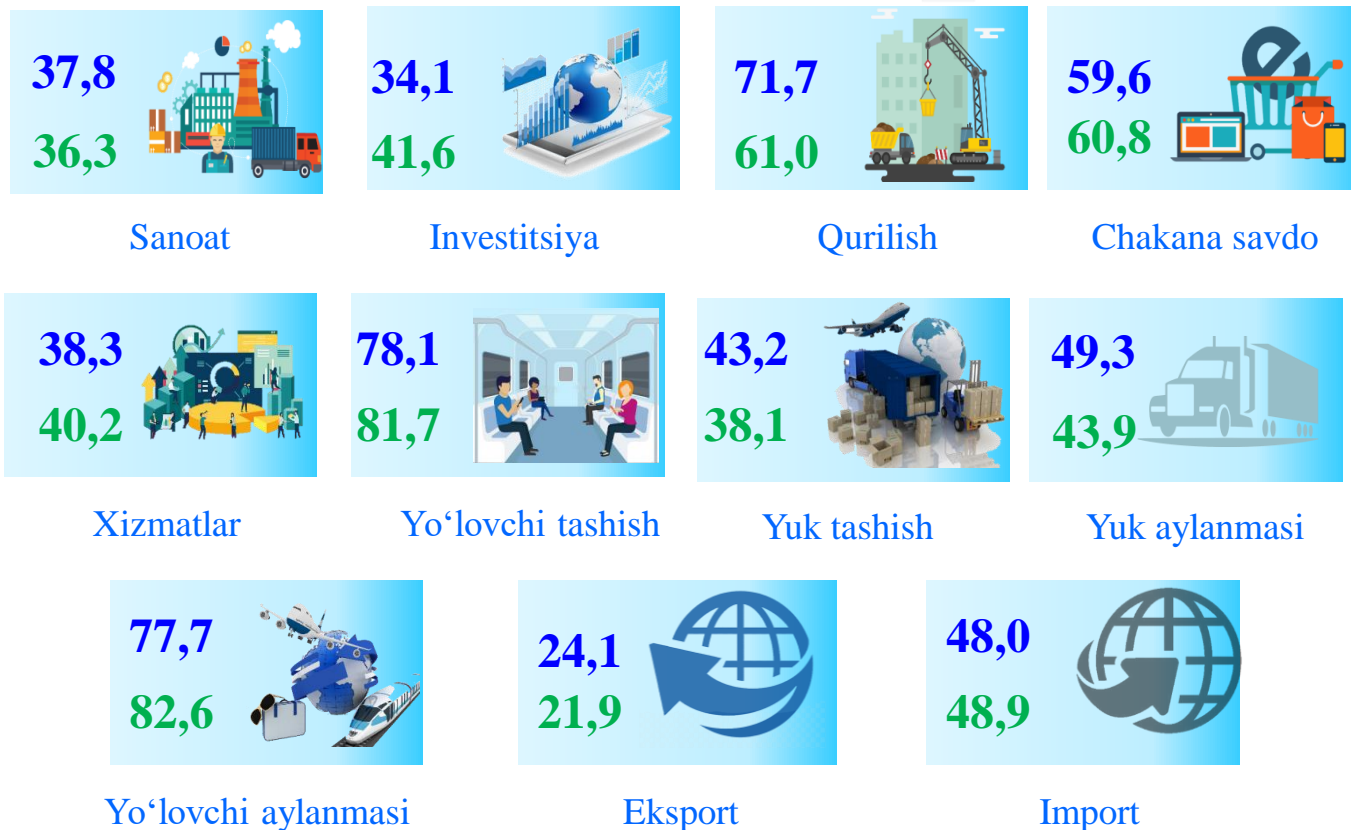 37,8
36,3
34,1
41,6
71,7
61,0
59,6
60,8
Sanoat
Investitsiya
Qurilish
Chakana savdo
38,3
40,2
78,1
81,7
43,2
38,1
49,3
43,9
Xizmatlar
Yo‘lovchi tashish
Yuk tashish
Yuk aylanmasi
77,7
82,6
24,1
21,9
48,0
48,9
Yo‘lovchi aylanmasi
Eksport
Import